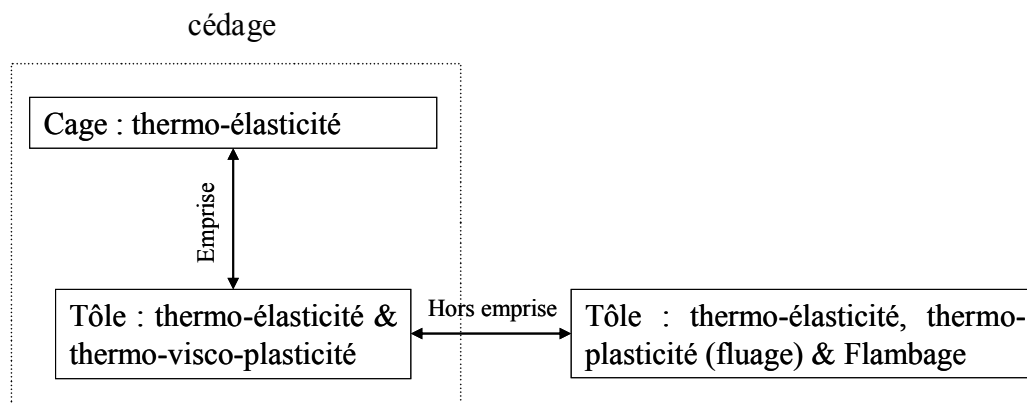 cédage
Cage : thermo-élasticité
Emprise
Tôle : thermo-élasticité &
thermo-visco-plasticité
Hors emprise
Tôle : thermo-élasticité, thermo-
plasticité (fluage) & Flambage